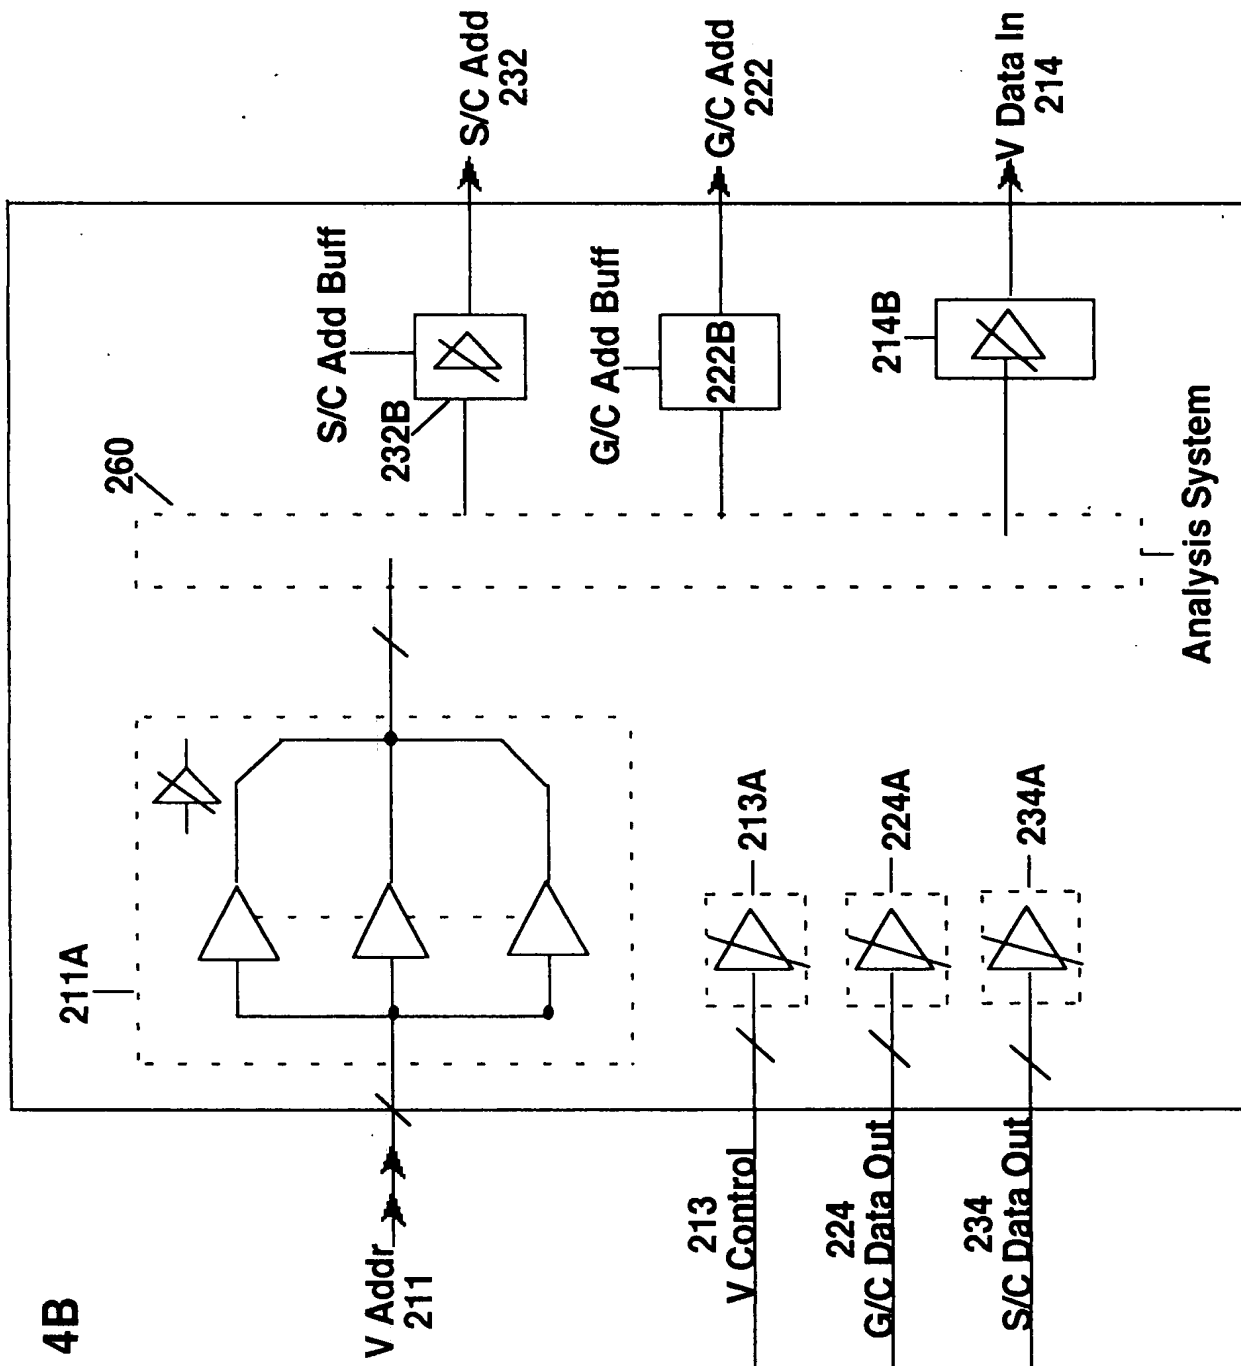 4B
V Addr
211
211A
260
S/C Add Buff
232B
S/C Add
232
G/C Add Buff
222B
G/C Add
222
214B
V Data In
214
Analysis System
213
V Control
213A
224
G/C Data Out
224A
234
S/C Data Out
234A